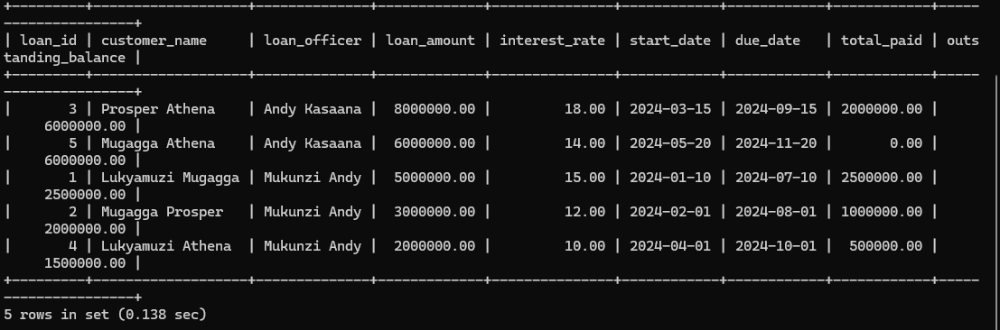 +---------+------------------+--------------+-------------+---------------+------------+------------+------------+-----
----------------+
| loan_id | customer_name     | loan_officer | loan_amount | interest_rate | start_date | due_date   | total_paid | outs
tanding_balance |
+---------+-------------------+--------------+-------------+---------------+------------+------------+------------+-----
----------------+
|       3 | Prosper Athena    | Andy Kasaana |  8000000.00 |         18.00 | 2024-03-15 | 2024-09-15 | 2000000.00 |
     6000000.00 |
|       5 | Mugagga Athena    | Andy Kasaana |  6000000.00 |         14.00 | 2024-05-20 | 2024-11-20 |       0.00 |
     6000000.00 |
|       1 | Lukyamuzi Mugagga | Mukunzi Andy |  5000000.00 |         15.00 | 2024-01-10 | 2024-07-10 | 2500000.00 |
     2500000.00 |
|       2 | Mugagga Prosper   | Mukunzi Andy |  3000000.00 |         12.00 | 2024-02-01 | 2024-08-01 | 1000000.00 |
     2000000.00 |
|       4 | Lukyamuzi Athena  | Mukunzi Andy |  2000000.00 |         10.00 | 2024-04-01 | 2024-10-01 |  500000.00 |
     1500000.00 |
+---------+-------------------+--------------+-------------+---------------+------------+------------+------------+-----
----------------+
5 rows in set (0.138 sec)